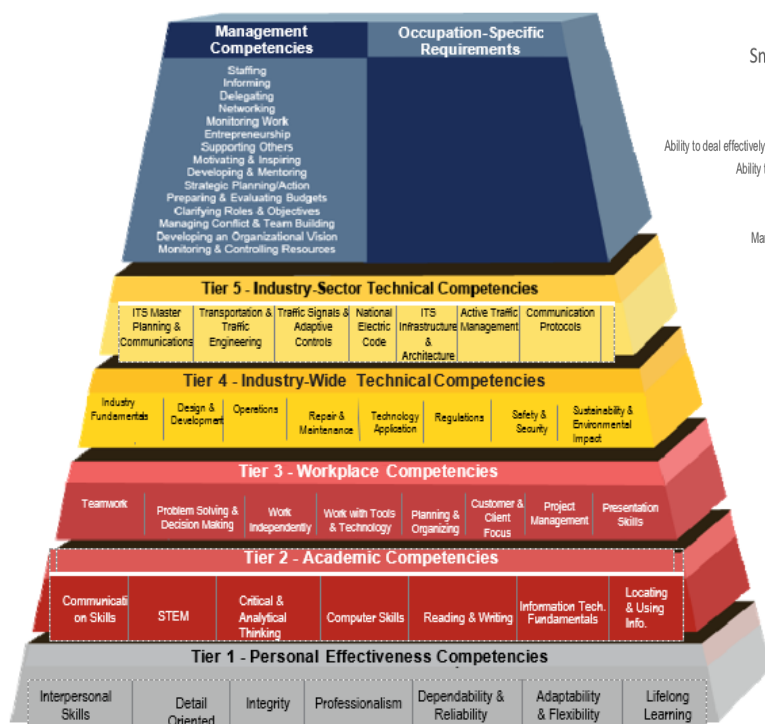 Management
Competencies
Occupation-Specific
Requirements
Staffing
Informing
Delegating
Networking
Monitoring Work
Entrepreneurship
Supporting Others
Motivating & Inspiring
Developing & Mentoring
Strategic Planning/Action
Preparing & Evaluating Budgets
Clarifying Roles & Objectives
Managing Conflict & Team Building
Developing an Organizational Vision
Monitoring & Controlling Resources
Sn
Ability to deal effectively
Ability t
Ma
Tier 5 - Industry-Sector Technical Competencies
ITS Master
Planning &
Communications
Transportation &
Traffic
Engineering
Traffic Signals &
Adaptive
Controls
National
Electric
Code
ITS
Infrastructure
&
Architecture
Active Traffic
Management
Communication
Protocols
Tier 4 - Industry-Wide Technical Competencies
Industry
Fundamentals
Design &
Development
Operations
Repair &
Maintenance
Technology
Application
Regulations
Safety &
Security
Sustainability &
Environmental
Impact
Tier 3 - Workplace Competencies
Teamwork
Problem Solving &
Decision Making
Work
Independently
Work with Tools
& Technology
Planning &
Organizing
Customer &
Client
Focus
Project
Management
Presentation
Skills
Tier 2 - Academic Competencies
Communicati
on Skills
STEM
Critical &
Analytical
Thinking
Computer Skills
Reading & Writing
Information Tech.
Fundamentals
Locating
& Using
Info.
Tier 1 - Personal Effectiveness Competencies
Interpersonal
Skills
Detail
Oriented
Integrity
Professionalism
Dependability &
Reliability
Adaptability
& Flexibility
Lifelong
Learning